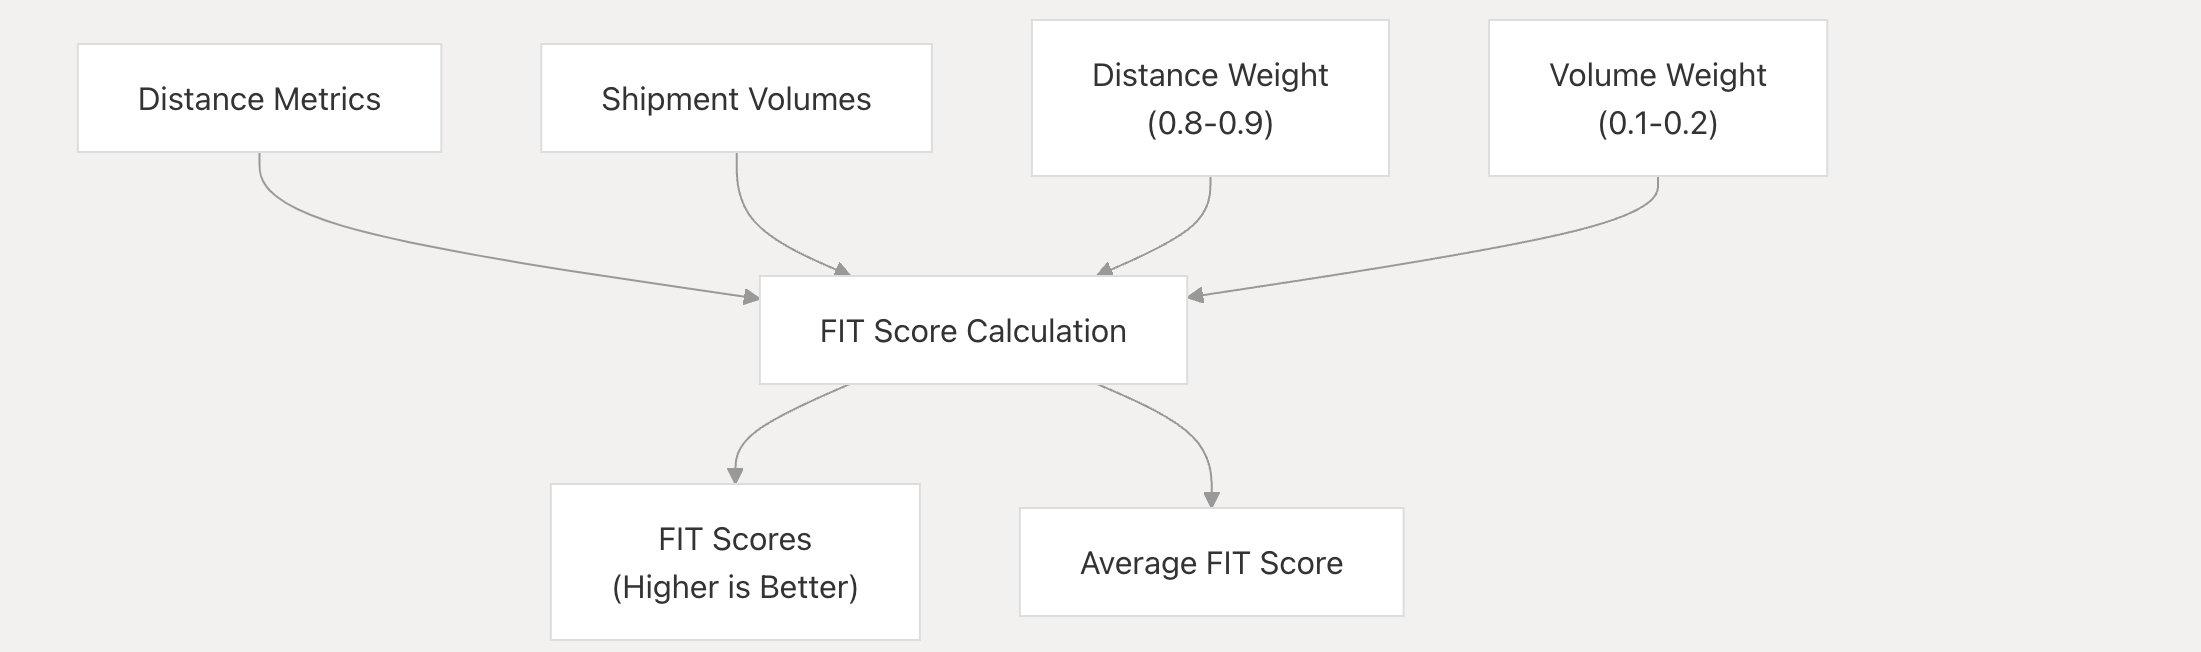 Distance Metrics
Shipment Volumes
Distance Weight
(0.8-0.9)
Volume Weight
(0.1-0.2)
FIT Score Calculation
FIT Scores
(Higher is Better)
Average FIT Score